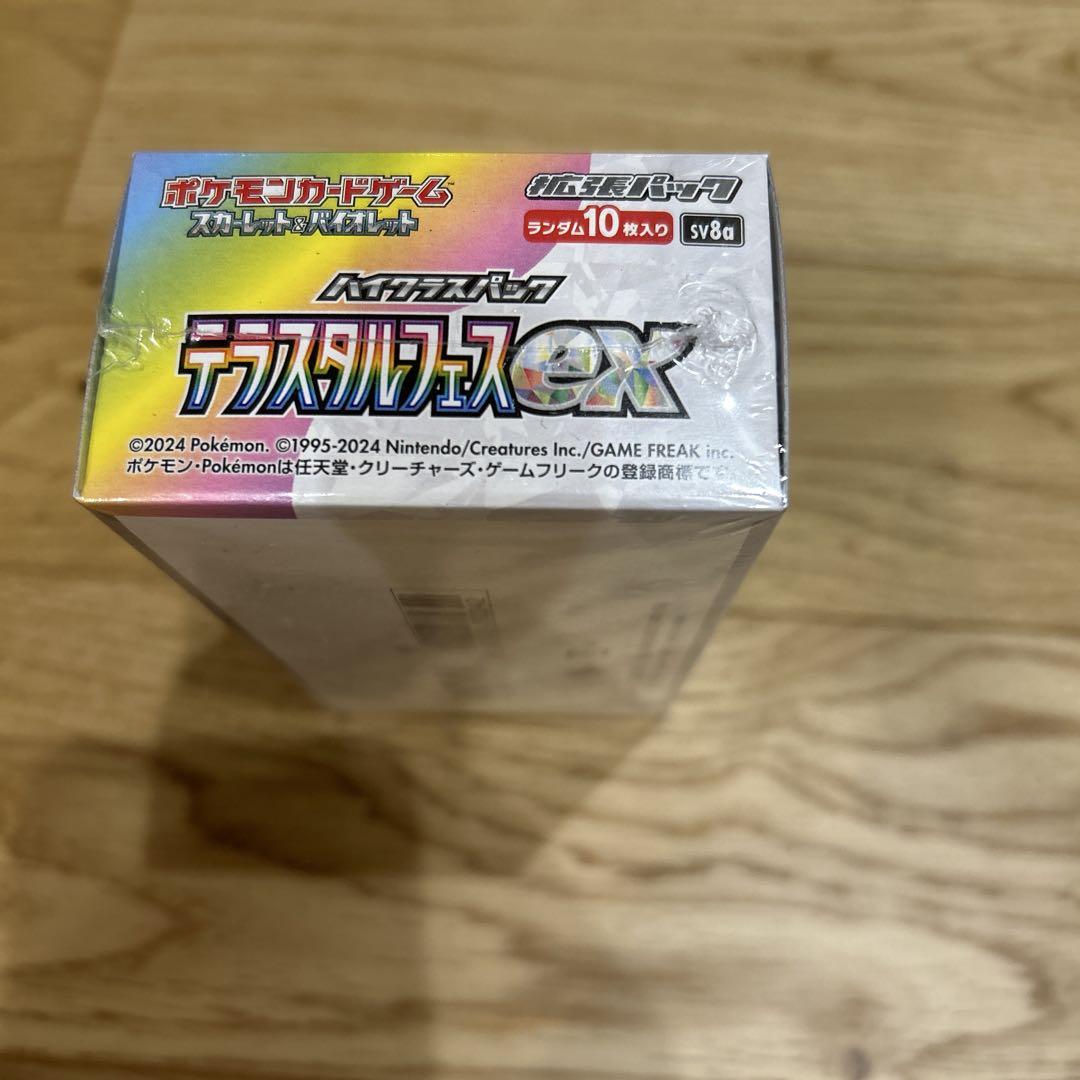 ポケモンカードゲーム™
スカーレット&バイオレット
拡張パック
ランダム10枚入り
SV8a
ハイクラスパック
テラスタルフェスex
©2024 Pokémon. ©1995-2024 Nintendo/Creatures Inc./GAME FREAK inc.
ポケモン・Pokémonは任天堂・クリーチャーズ・ゲームフリークの登録商標です